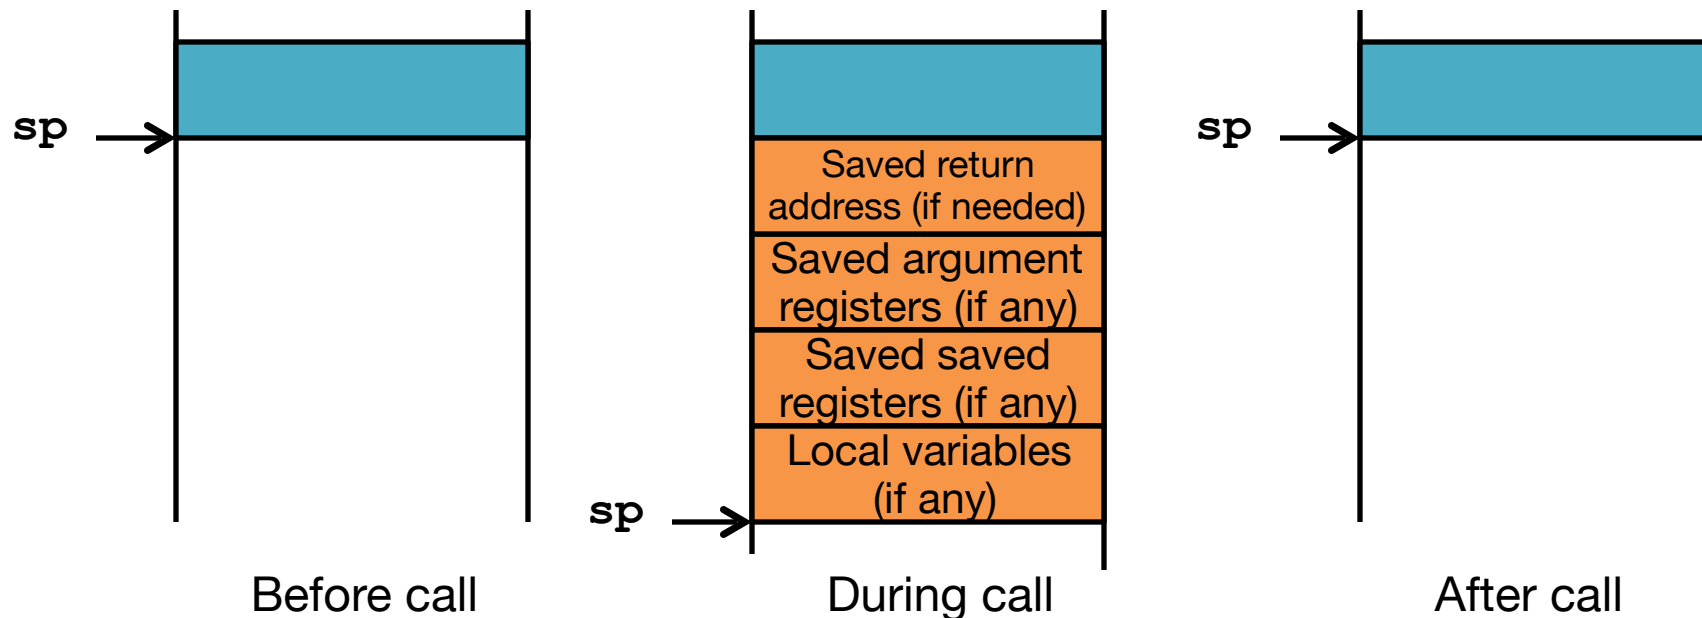 sp
Before call
Saved return
address (if needed)
Saved argument
registers (if any)
Saved saved
registers (if any)
Local variables
(if any)
sp
During call
sp
After call